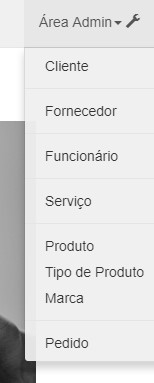 Área Admin
Cliente
Fornecedor
Funcionário
Serviço
Produto
Tipo de Produto
Marca
Pedido